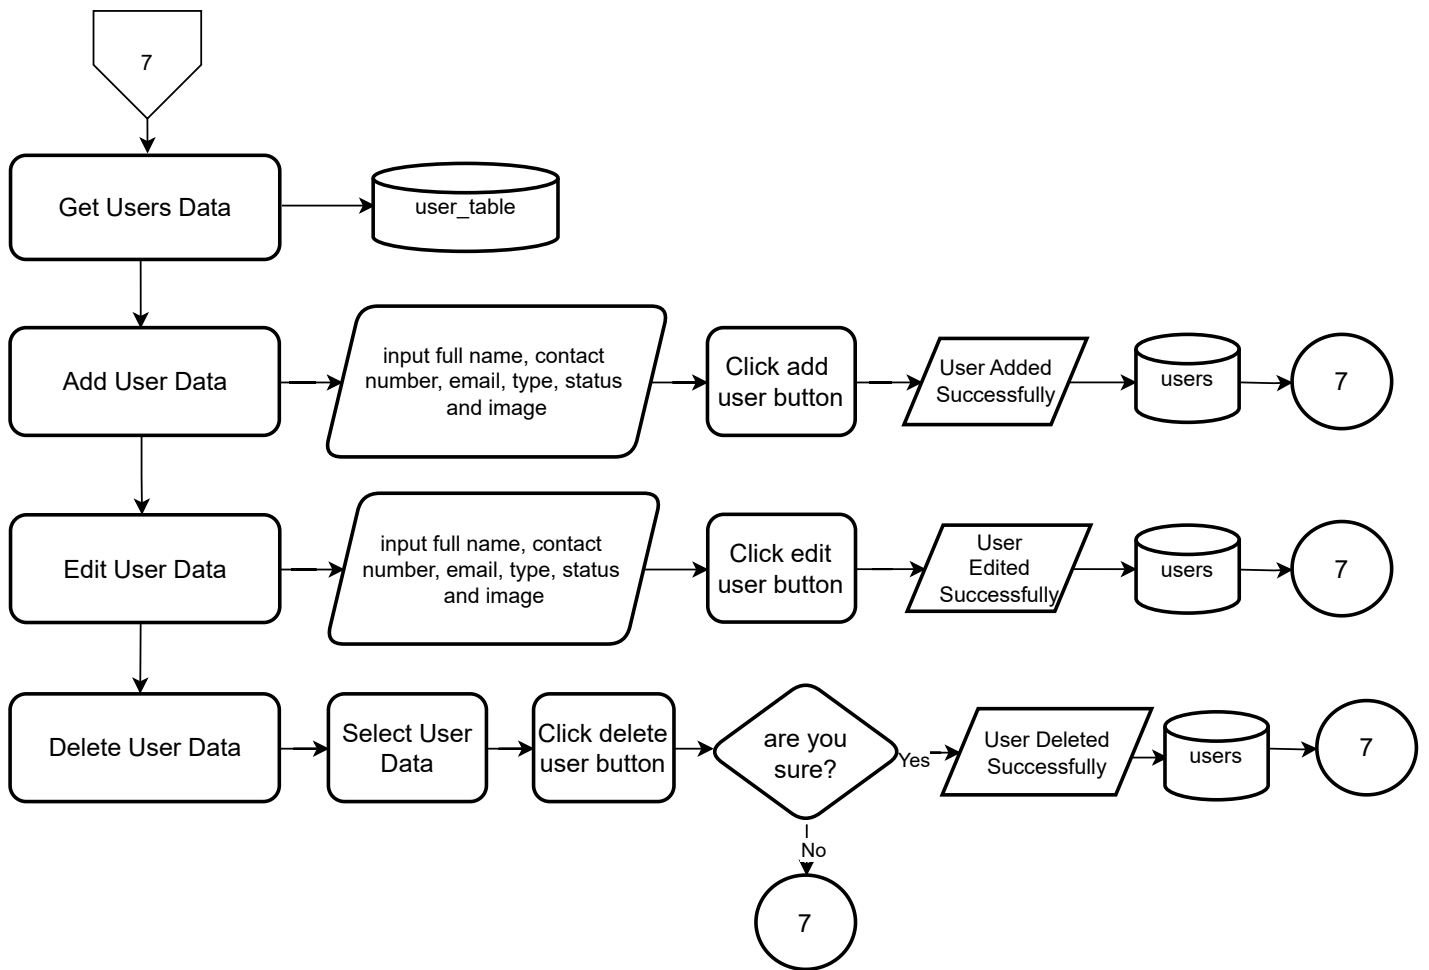 7
Get Users Data
user_table
Add User Data
input full name, contact
number, email, type, status
and image
Click add
user button
User Added
Successfully
users
7
Edit User Data
input full name, contact
number, email, type, status
and image
Click edit
user button
User
Edited
Successfully
users
7
Delete User Data
Select User
Data
Click delete
user button
are you
sure?
Yes
User Deleted
Successfully
users
7
No
7